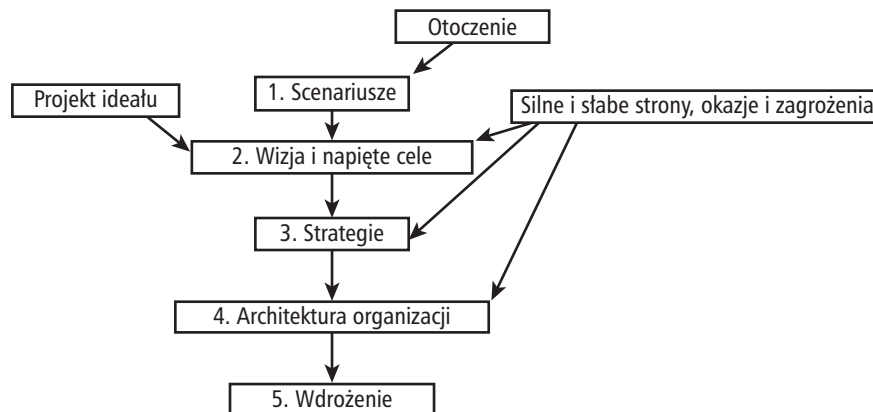 Otoczenie
1. Scenariusze
Projekt ideału
Silne i słabe strony, okazje i zagrożenia
2. Wizja i napięte cele
3. Strategie
4. Architektura organizacji
5. Wdrożenie